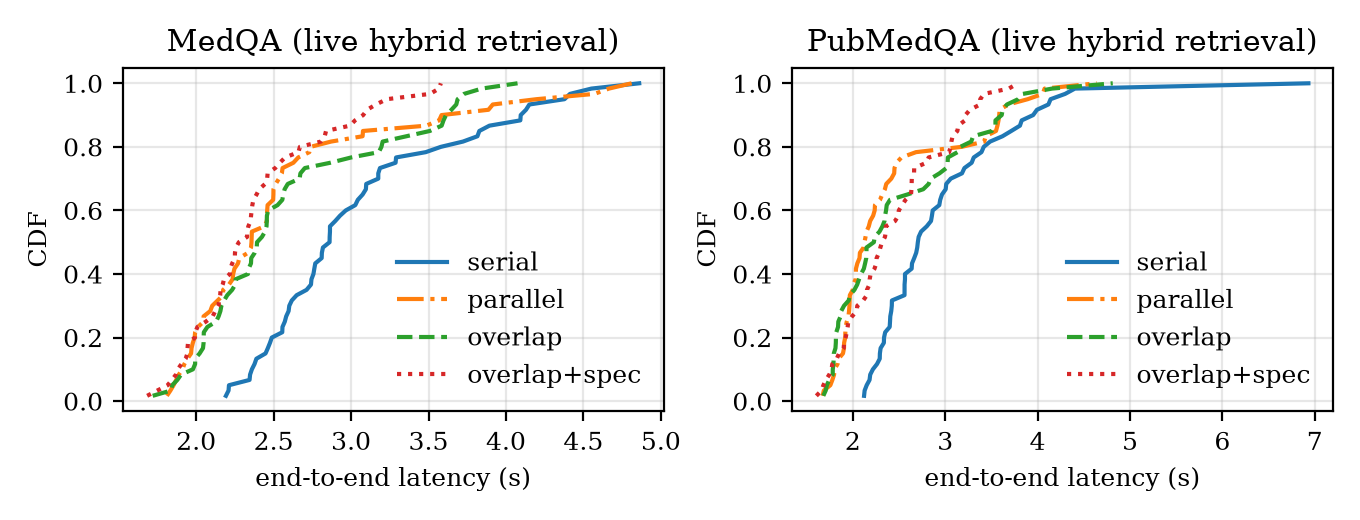 MedQA (live hybrid retrieval)
1.0
0.8
0.6
0.4
0.2
0.0
CDF
serial
parallel
overlap
overlap+spec
2.0 2.5 3.0 3.5 4.0 4.5 5.0
end-to-end latency (s)
PubMedQA (live hybrid retrieval)
1.0
0.8
0.6
0.4
0.2
0.0
CDF
serial
parallel
overlap
overlap+spec
2 3 4 5 6 7
end-to-end latency (s)